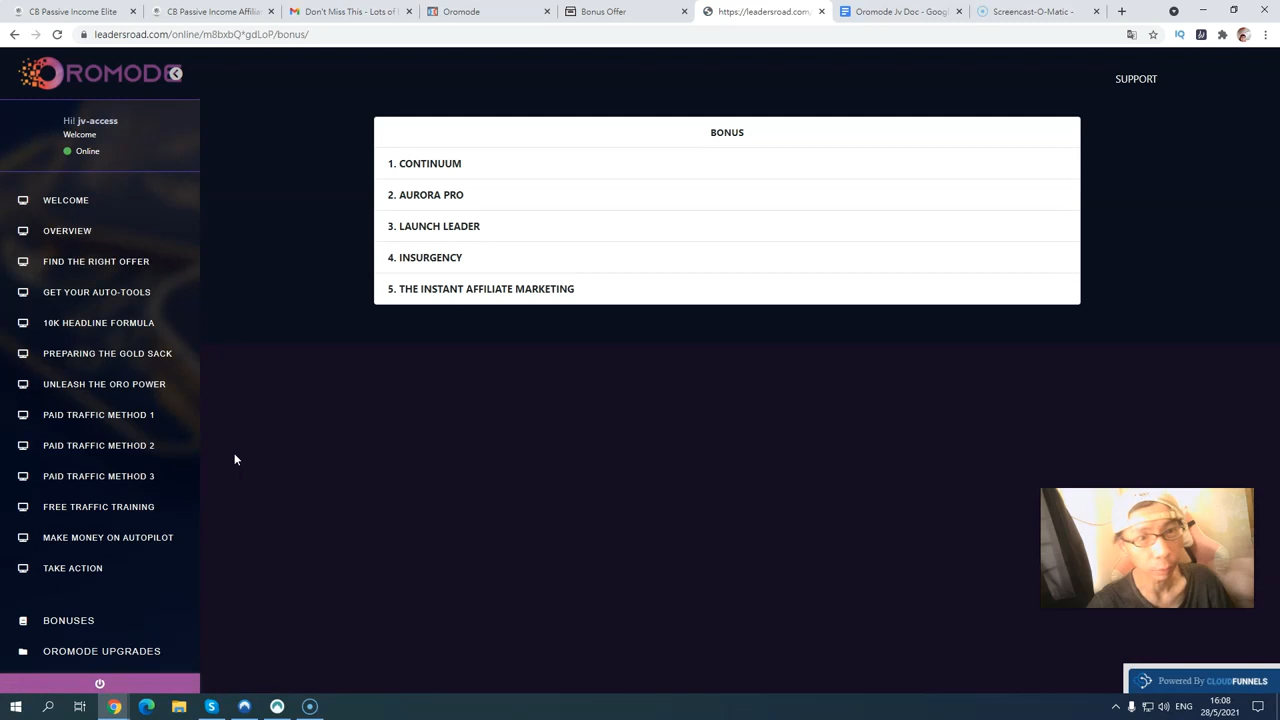 CB Passive Income Elite
CB Passive Income Affilia
Don't Miss This - Lots of
Oromode
Bonus Offer
https://leadersroad.com
Oromode Jv Doc - Googl
Screencast-O-Matic -
leadersroad.com/online/m8bxbQ*gdLoP/bonus/
OROMODE
SUPPORT
Hi! jv-access
Welcome
Online
WELCOME
OVERVIEW
FIND THE RIGHT OFFER
GET YOUR AUTO-TOOLS
10K HEADLINE FORMULA
PREPARING THE GOLD SACK
UNLEASH THE ORO POWER
PAID TRAFFIC METHOD 1
PAID TRAFFIC METHOD 2
PAID TRAFFIC METHOD 3
FREE TRAFFIC TRAINING
MAKE MONEY ON AUTOPILOT
TAKE ACTION
BONUSES
OROMODE UPGRADES
BONUS
1. CONTINUUM
2. AURORA PRO
3. LAUNCH LEADER
4. INSURGENCY
5. THE INSTANT AFFILIATE MARKETING
Powered By CLOUDFUNNELS
ENG
16:08
28/5/2021